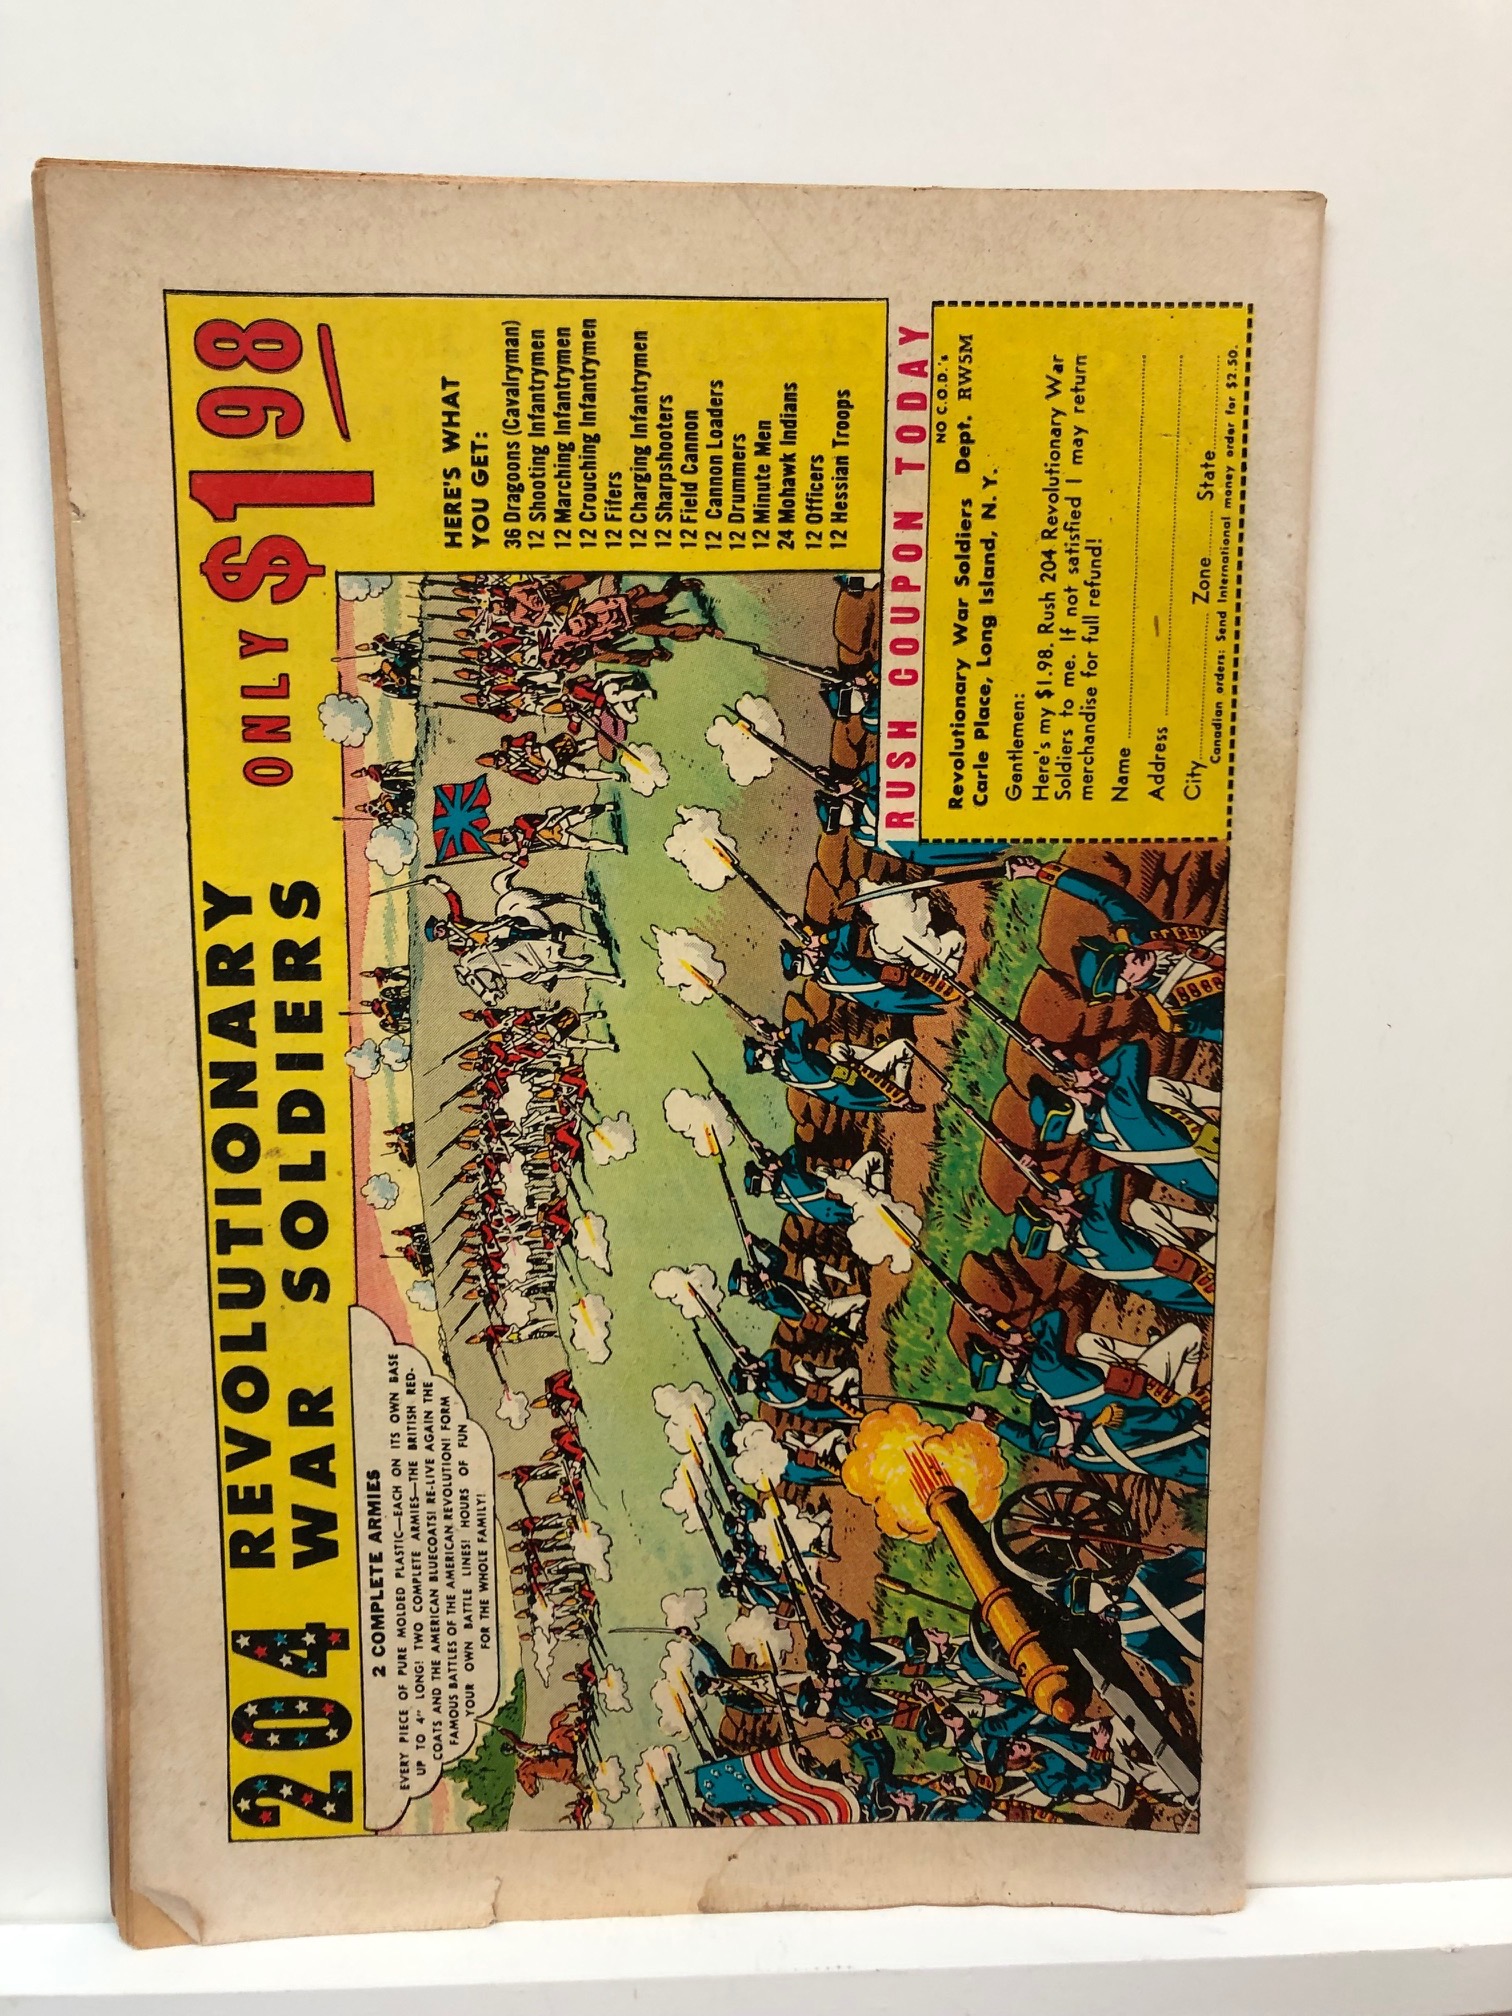 204 REVOLUTIONARY
WAR SOLDIERS
ONLY $1 98
2 COMPLETE ARMIES
EVERY PIECE OF PURE MOLDED PLASTIC—EACH ON ITS OWN BASE
UP TO 4" LONG! TWO COMPLETE ARMIES—THE BRITISH RED-
COATS AND THE AMERICAN BLUECOATS! RE-LIVE AGAIN THE
FAMOUS BATTLES OF THE AMERICAN REVOLUTION! FORM
YOUR OWN BATTLE LINES! HOURS OF FUN
FOR THE WHOLE FAMILY!
HERE'S WHAT
YOU GET:
36 Dragoons (Cavalryman)
12 Shooting Infantrymen
12 Marching Infantrymen
12 Crouching Infantrymen
12 Fifers
12 Charging Infantrymen
12 Sharpshooters
12 Field Cannon
12 Cannon Loaders
12 Drummers
12 Minute Men
24 Mohawk Indians
12 Officers
12 Hessian Troops
RUSH COUPON TODAY
NO C.O.D.'s
Revolutionary War Soldiers Dept. RW5M
Carle Place, Long Island, N. Y.
Gentlemen:
Here's my $1.98. Rush 204 Revolutionary War
Soldiers to me. If not satisfied I may return
merchandise for full refund!
Name
Address
City Zone State
Canadian orders: Send International money order for $2.50.